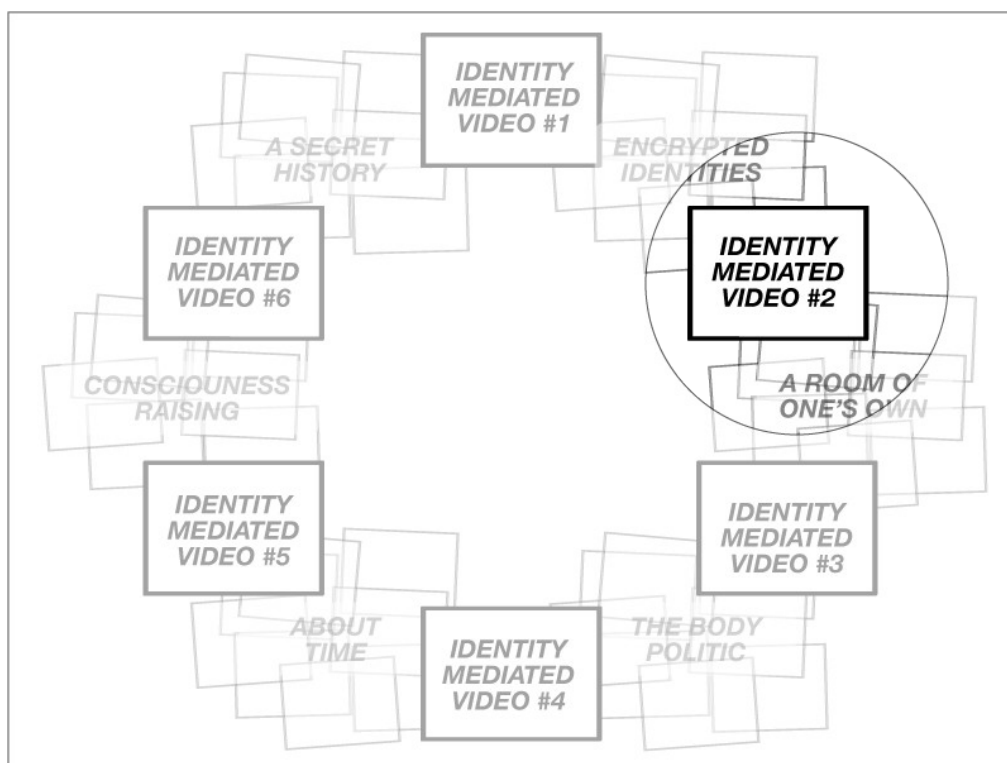 IDENTITY
MEDIATED
VIDEO #1
A SECRET
HISTORY
ENCRYPTED
IDENTITIES
IDENTITY
MEDIATED
VIDEO #6
IDENTITY
MEDIATED
VIDEO #2
CONSCIOUNESS
RAISING
A ROOM OF
ONE'S OWN
IDENTITY
MEDIATED
VIDEO #5
IDENTITY
MEDIATED
VIDEO #3
ABOUT
TIME
IDENTITY
MEDIATED
VIDEO #4
THE BODY
POLITIC